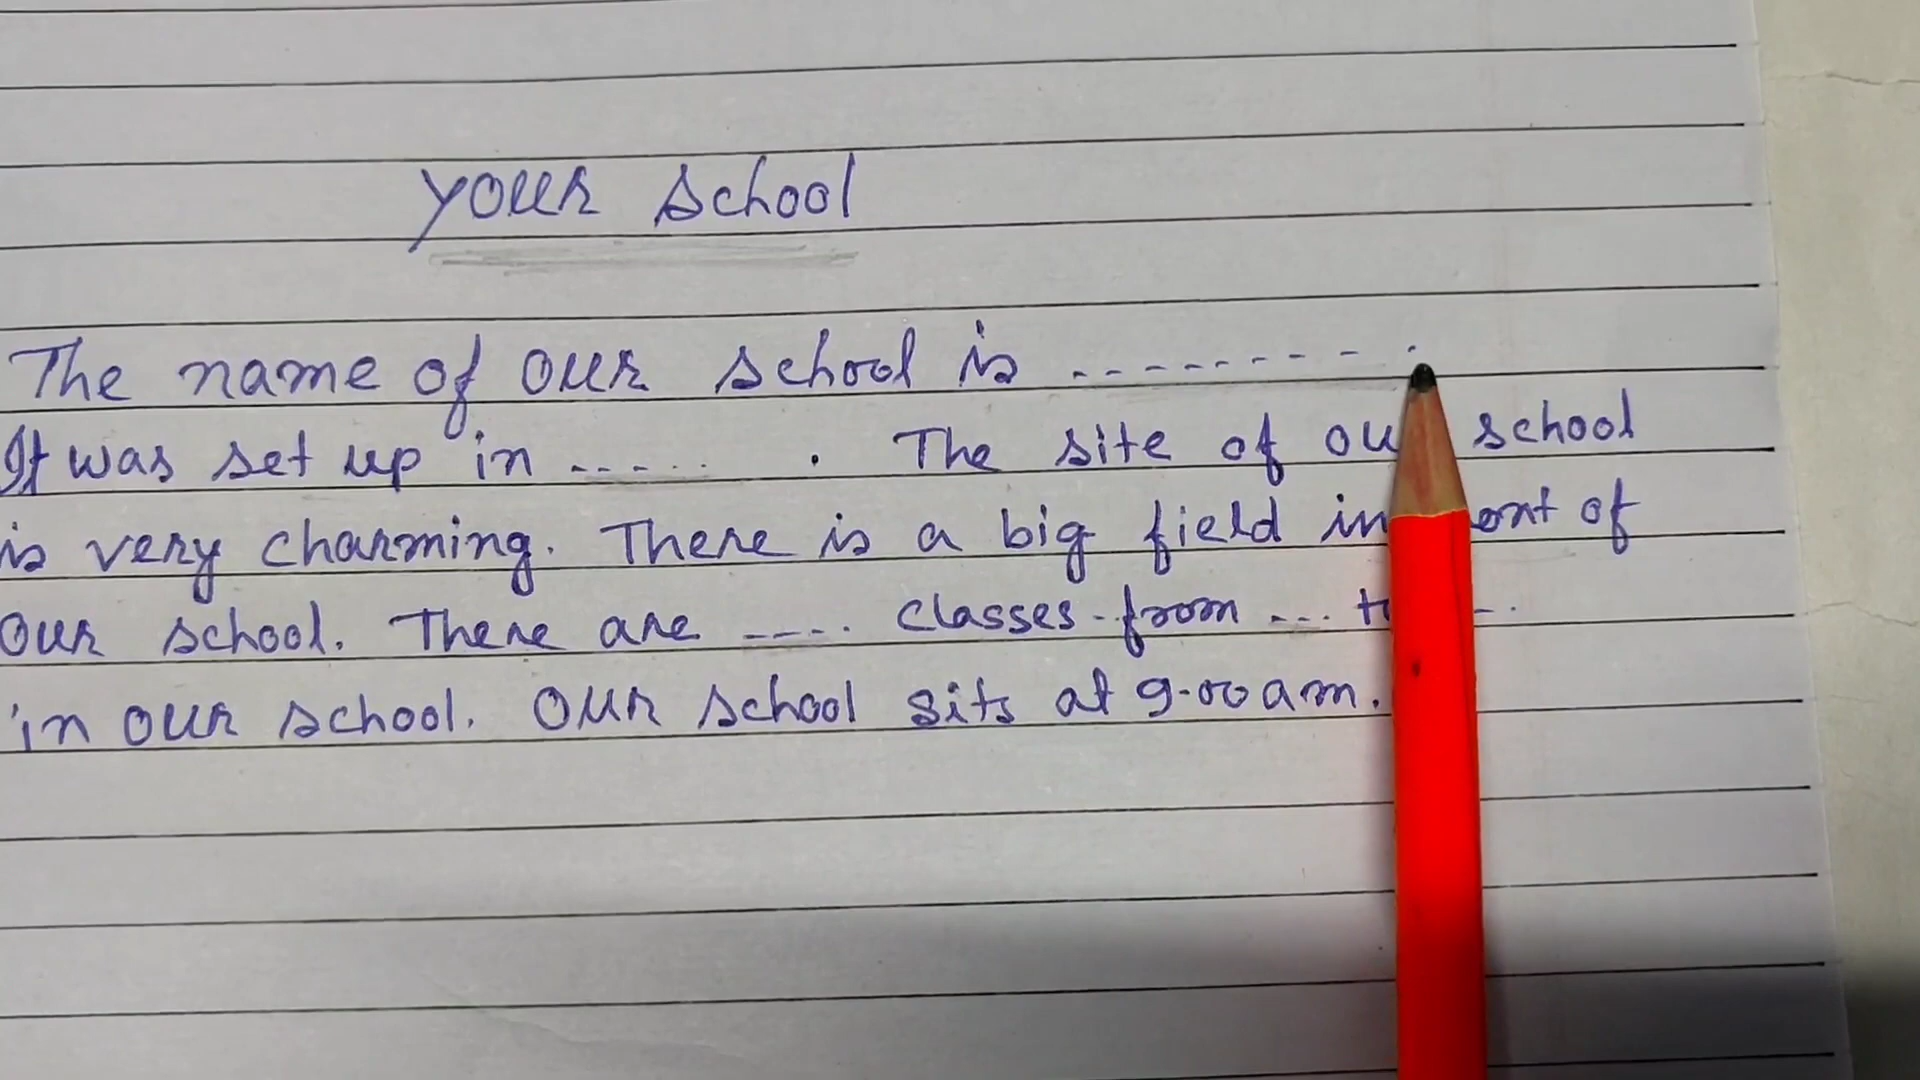 Your school
The name of our school is ..........
It was set up in ...... . The site of ou school
is very charming. There is a big field in ont of
our school. There are ..... classes from ... t ...
in our school. Our school sits at 9.00 am.